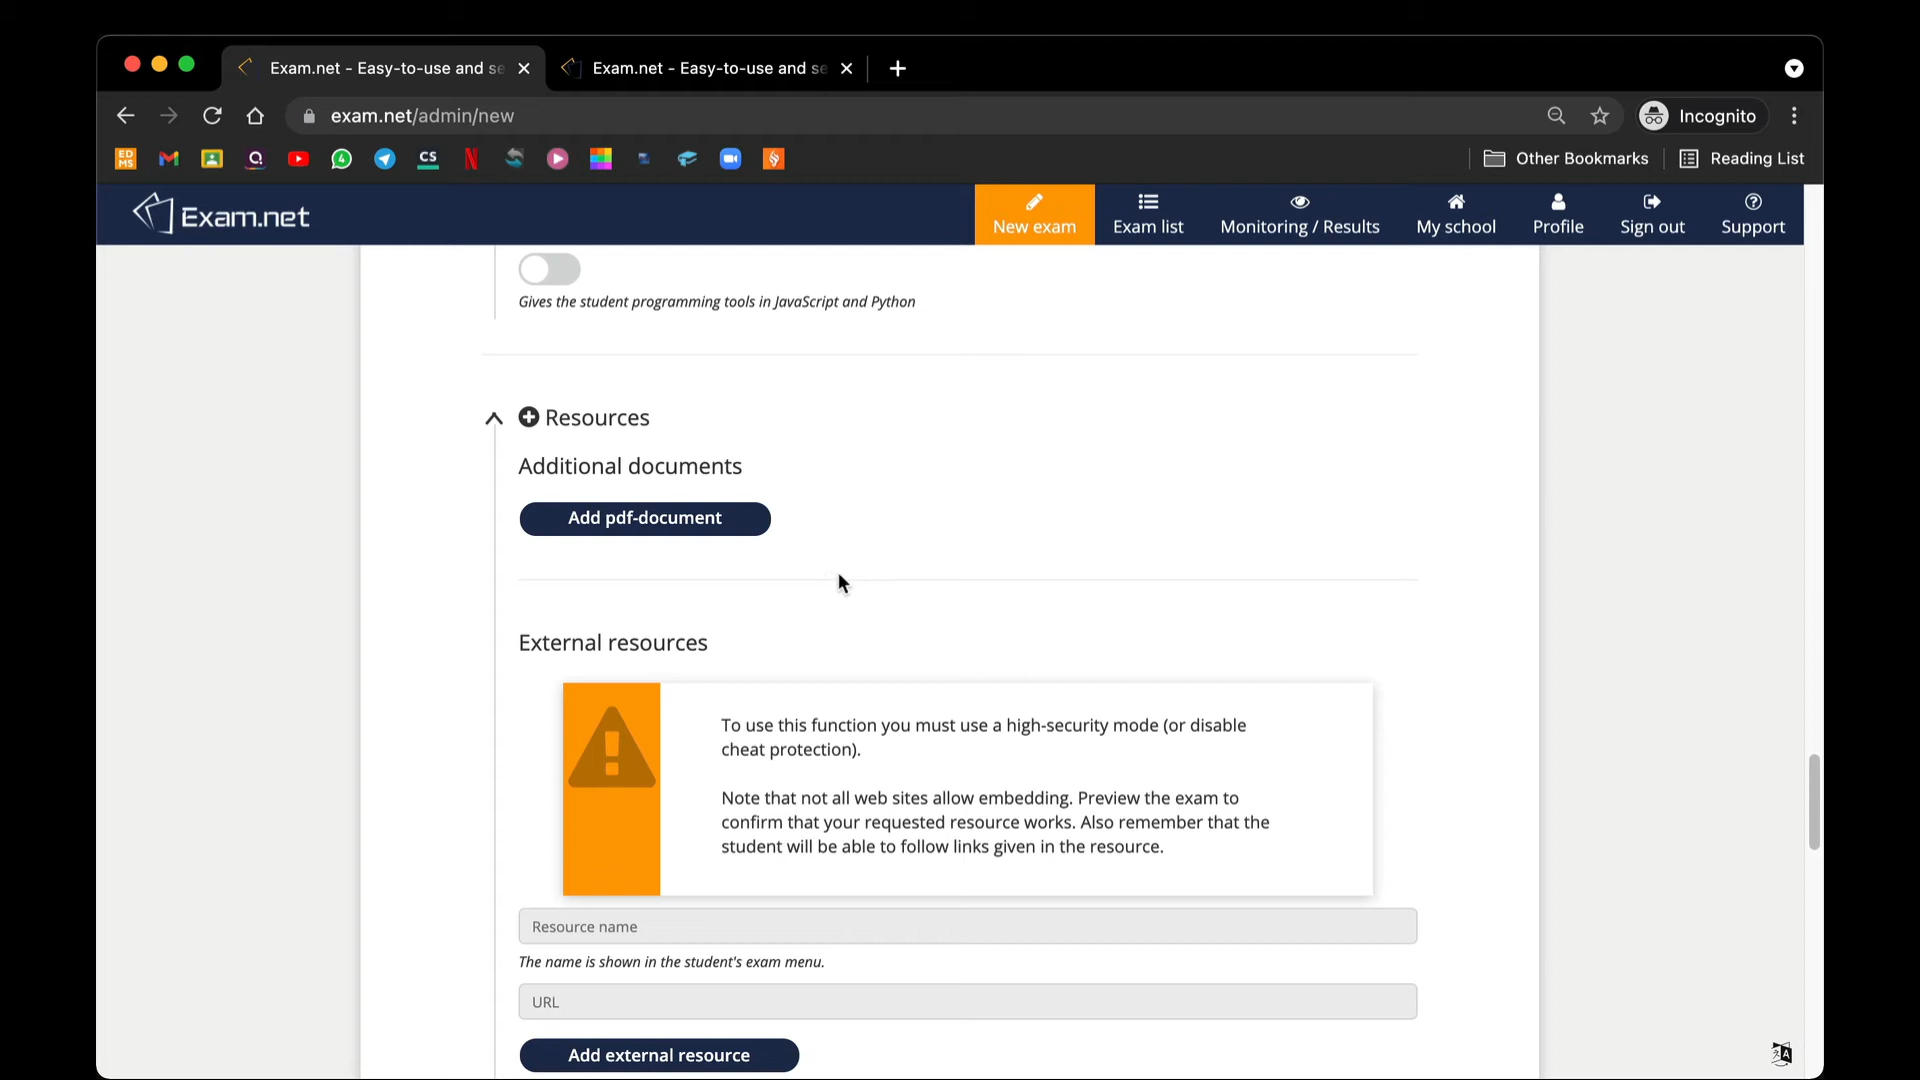 Exam.net - Easy-to-use and se
Exam.net - Easy-to-use and se
exam.net/admin/new
Incognito
ED
MS
4
CS
Other Bookmarks
Reading List
Exam.net
New exam
Exam list
Monitoring / Results
My school
Profile
Sign out
Support
Gives the student programming tools in JavaScript and Python
Resources
Additional documents
Add pdf-document
External resources
To use this function you must use a high-security mode (or disable
cheat protection).
Note that not all web sites allow embedding. Preview the exam to
confirm that your requested resource works. Also remember that the
student will be able to follow links given in the resource.
Resource name
The name is shown in the student's exam menu.
URL
Add external resource